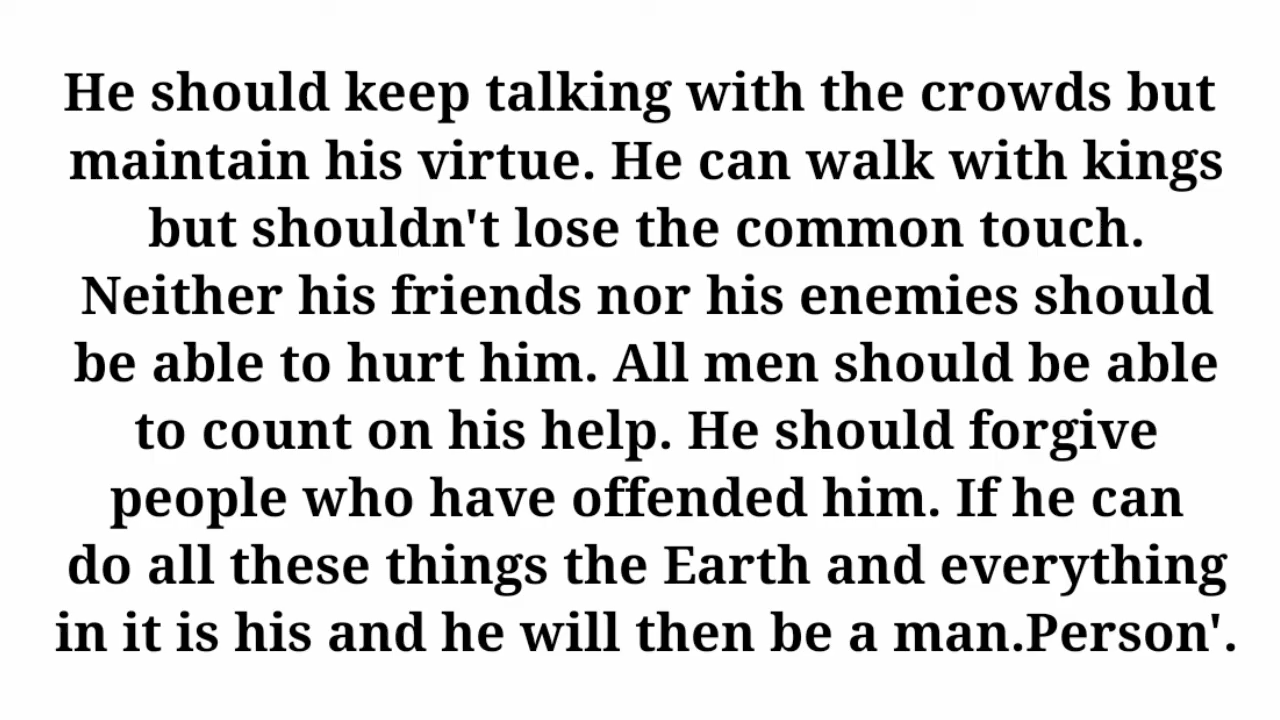 He should keep talking with the crowds but
maintain his virtue. He can walk with kings
but shouldn't lose the common touch.
Neither his friends nor his enemies should
be able to hurt him. All men should be able
to count on his help. He should forgive
people who have offended him. If he can
do all these things the Earth and everything
in it is his and he will then be a man.Person'.